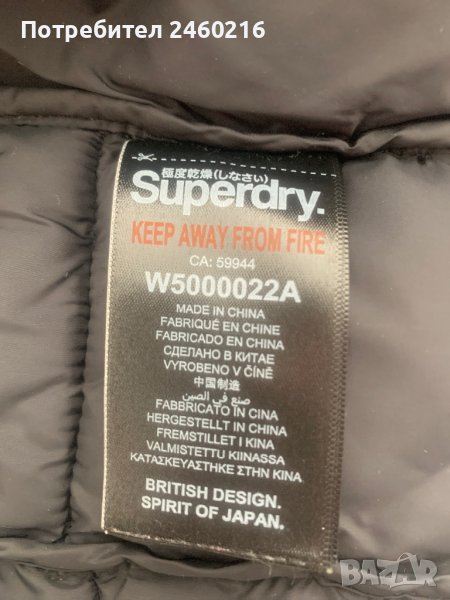 Потребител 2460216
極度乾燥(しなさい)
Superdry.
KEEP AWAY FROM FIRE
CA: 59944
W5000022A
MADE IN CHINA
FABRIQUÉ EN CHINE
FABRICADO EN CHINA
СДЕЛАНО В КИТАЕ
VYROBENO V ČÍNĚ
中国制造
صنع في الصين
FABBRICATO IN CINA
HERGESTELLT IN CHINA
FREMSTILLET I KINA
VALMISTETTU KIINASSA
ΚΑΤΑΣΚΕΥΑΣΤΗΚΕ ΣΤΗΝ ΚΙΝΑ
BRITISH DESIGN.
SPIRIT OF JAPAN.
BAZAR